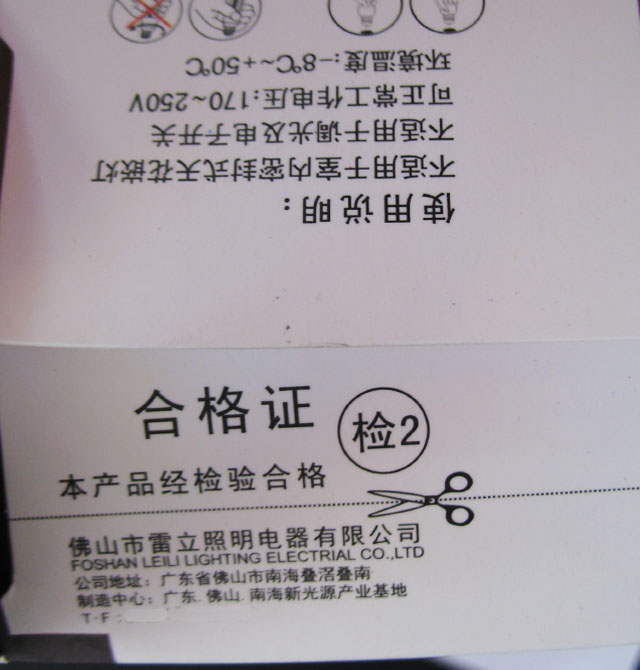 使用说明：
不适用于室内密封式天花嵌灯
不适用于调光及电子开关
可正常工作电压：170~250V
环境温度：-8℃~+50℃
合格证
检2
本产品经检验合格
佛山市雷立照明电器有限公司
FOSHAN LEILI LIGHTING ELECTRIAL CO.,LTD
公司地址：广东省佛山市南海叠滘叠南
制造中心：广东.佛山.南海新光源产业基地
T·F：